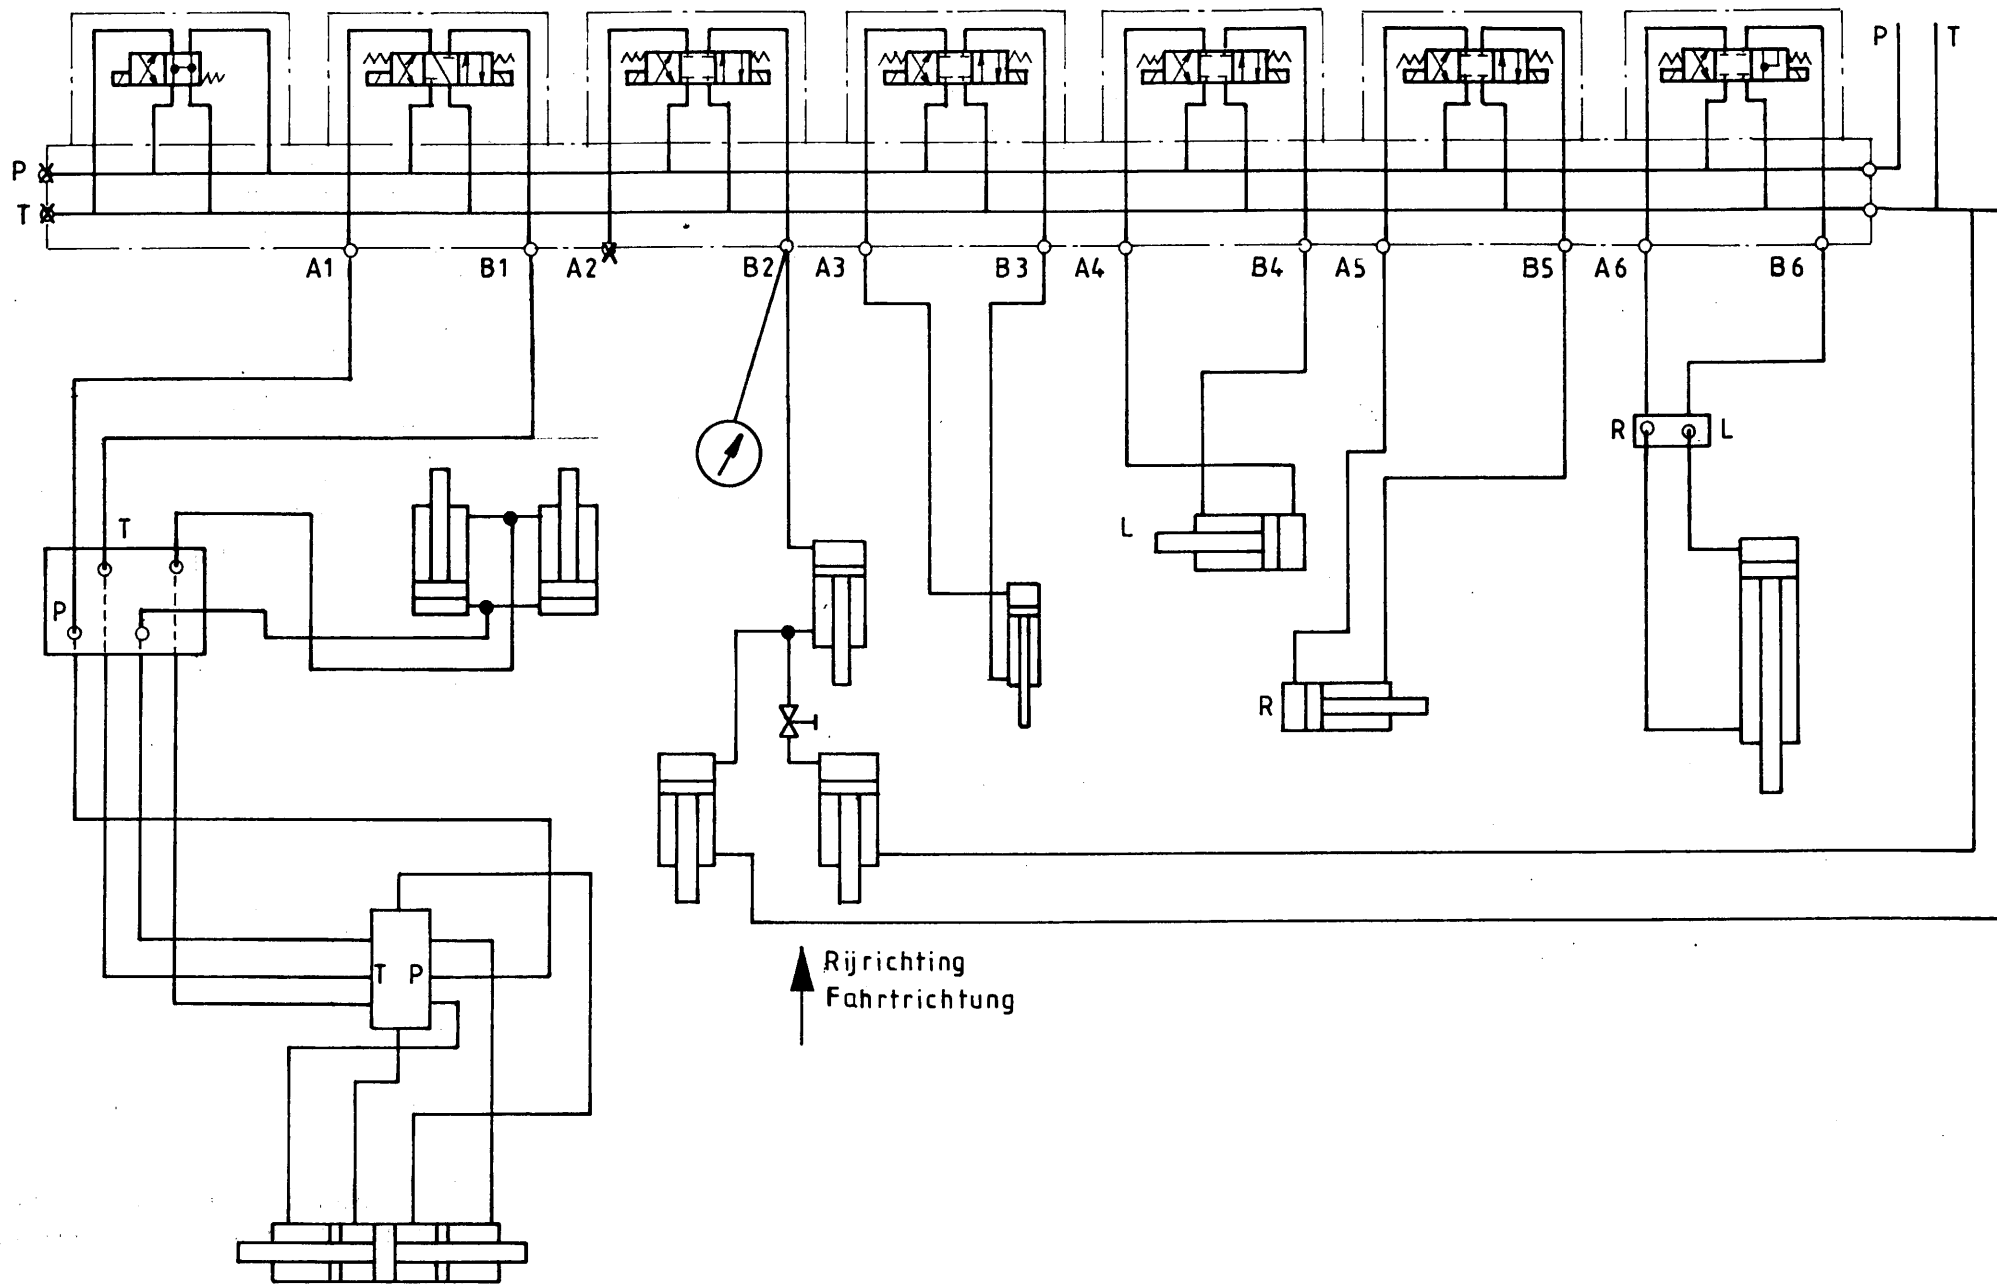 P T
P
T
A1 B1 A2 B2 A3 B3 A4 B4 A5 B5 A6 B6
R L
T
L
P
R
T P
Rijrichting
Fahrtrichtung